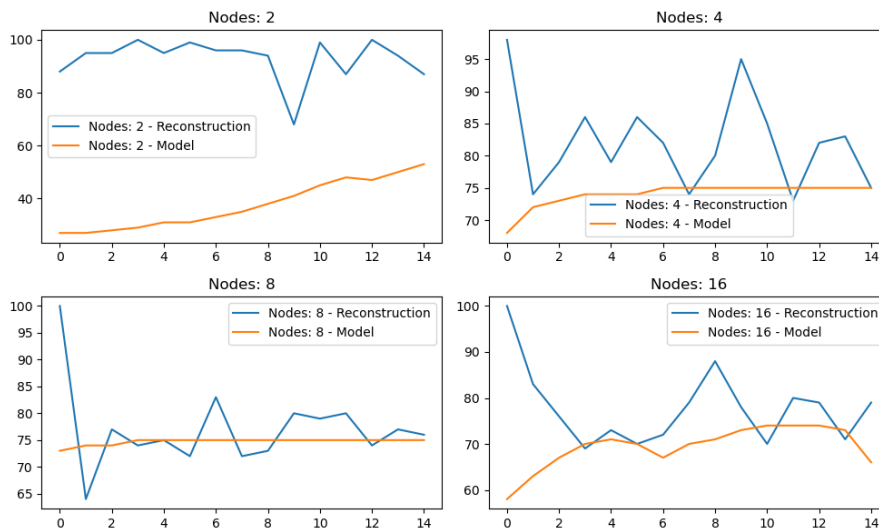 Nodes: 2
100
80
60
40
Nodes: 2 - Reconstruction
Nodes: 2 - Model
0 2 4 6 8 10 12 14
Nodes: 4
95
90
85
80
75
70
Nodes: 4 - Reconstruction
Nodes: 4 - Model
0 2 4 6 8 10 12 14
Nodes: 8
100
95
90
85
80
75
70
65
Nodes: 8 - Reconstruction
Nodes: 8 - Model
0 2 4 6 8 10 12 14
Nodes: 16
100
90
80
70
60
Nodes: 16 - Reconstruction
Nodes: 16 - Model
0 2 4 6 8 10 12 14